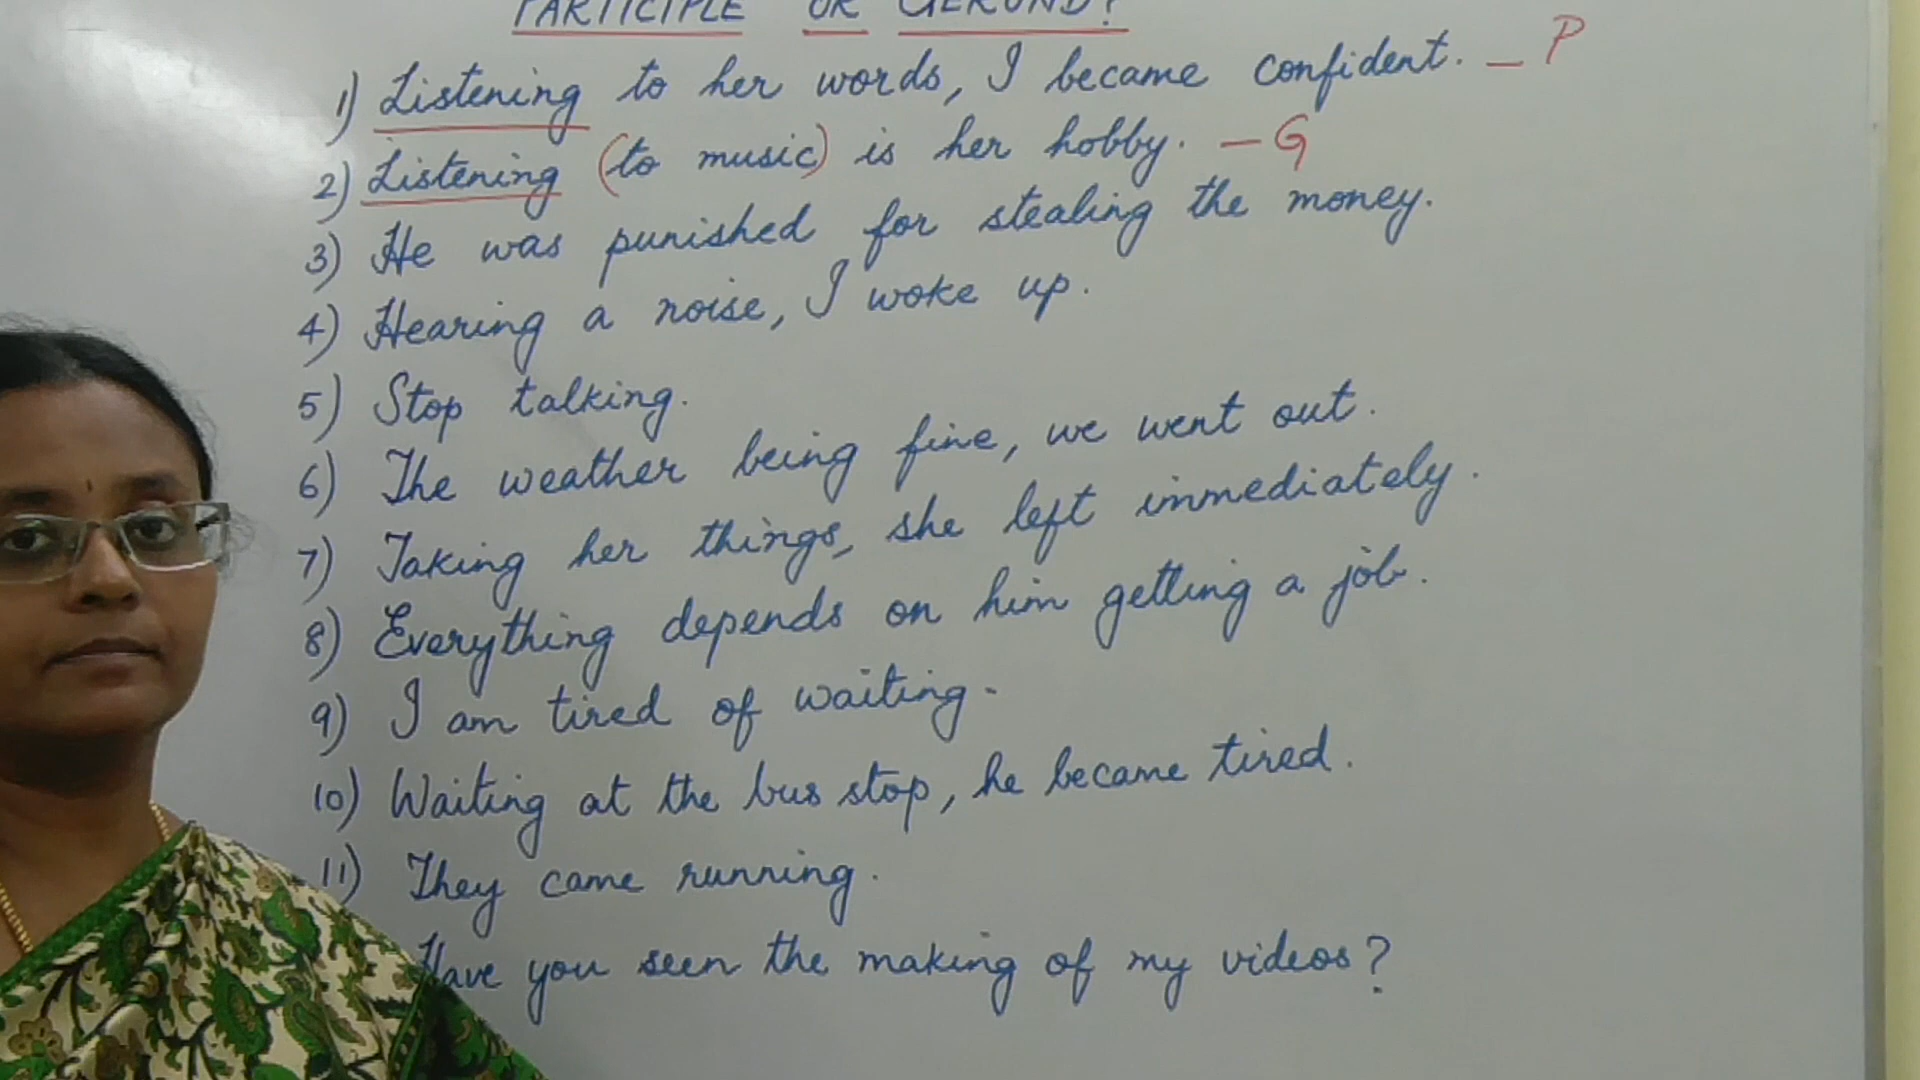 PARTICIPLE OR GERUND?
1) Listening to her words, I became confident. _ P
2) Listening (to music) is her hobby. - G
3) He was punished for stealing the money.
4) Hearing a noise, I woke up.
5) Stop talking.
6) The weather being fine, we went out.
7) Taking her things, she left immediately.
8) Everything depends on him getting a job.
9) I am tired of waiting.
10) Waiting at the bus stop, he became tired.
11) They came running.
Have you seen the making of my videos?